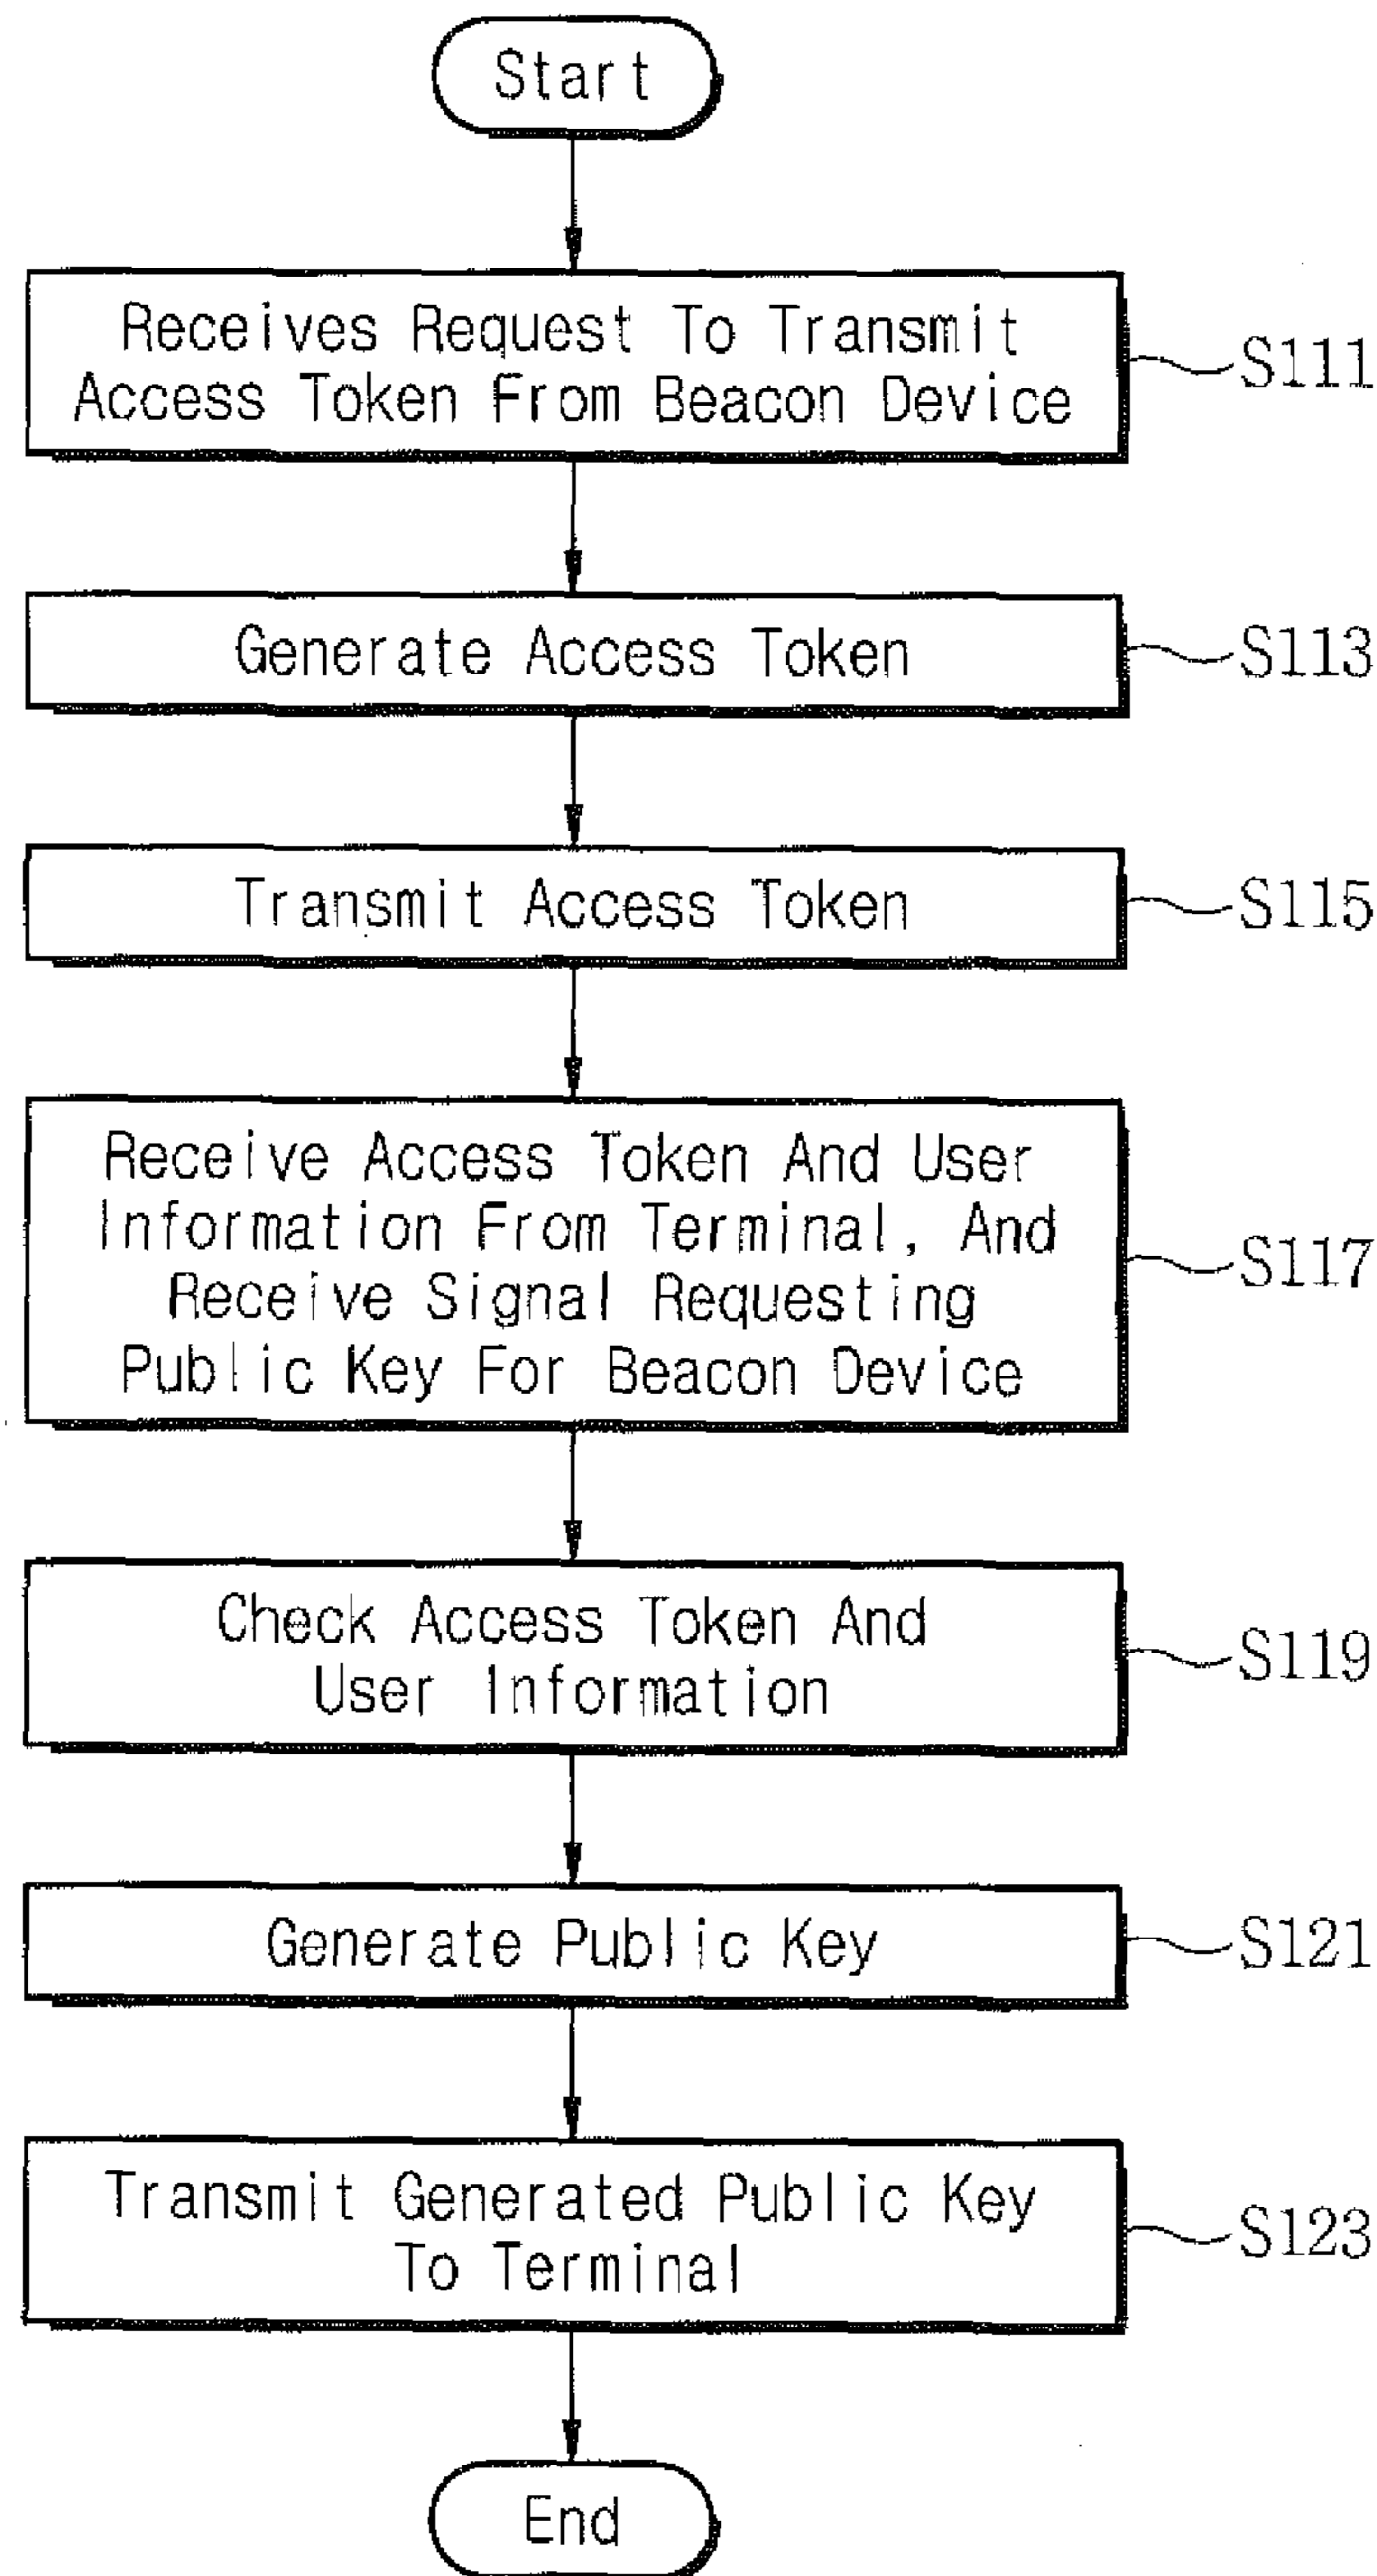 Start
Receives Request To Transmit
Access Token From Beacon Device
S111
Generate Access Token
S113
Transmit Access Token
S115
Receive Access Token And User
Information From Terminal, And
Receive Signal Requesting
Public Key For Beacon Device
S117
Check Access Token And
User Information
S119
Generate Public Key
S121
Transmit Generated Public Key
To Terminal
S123
End